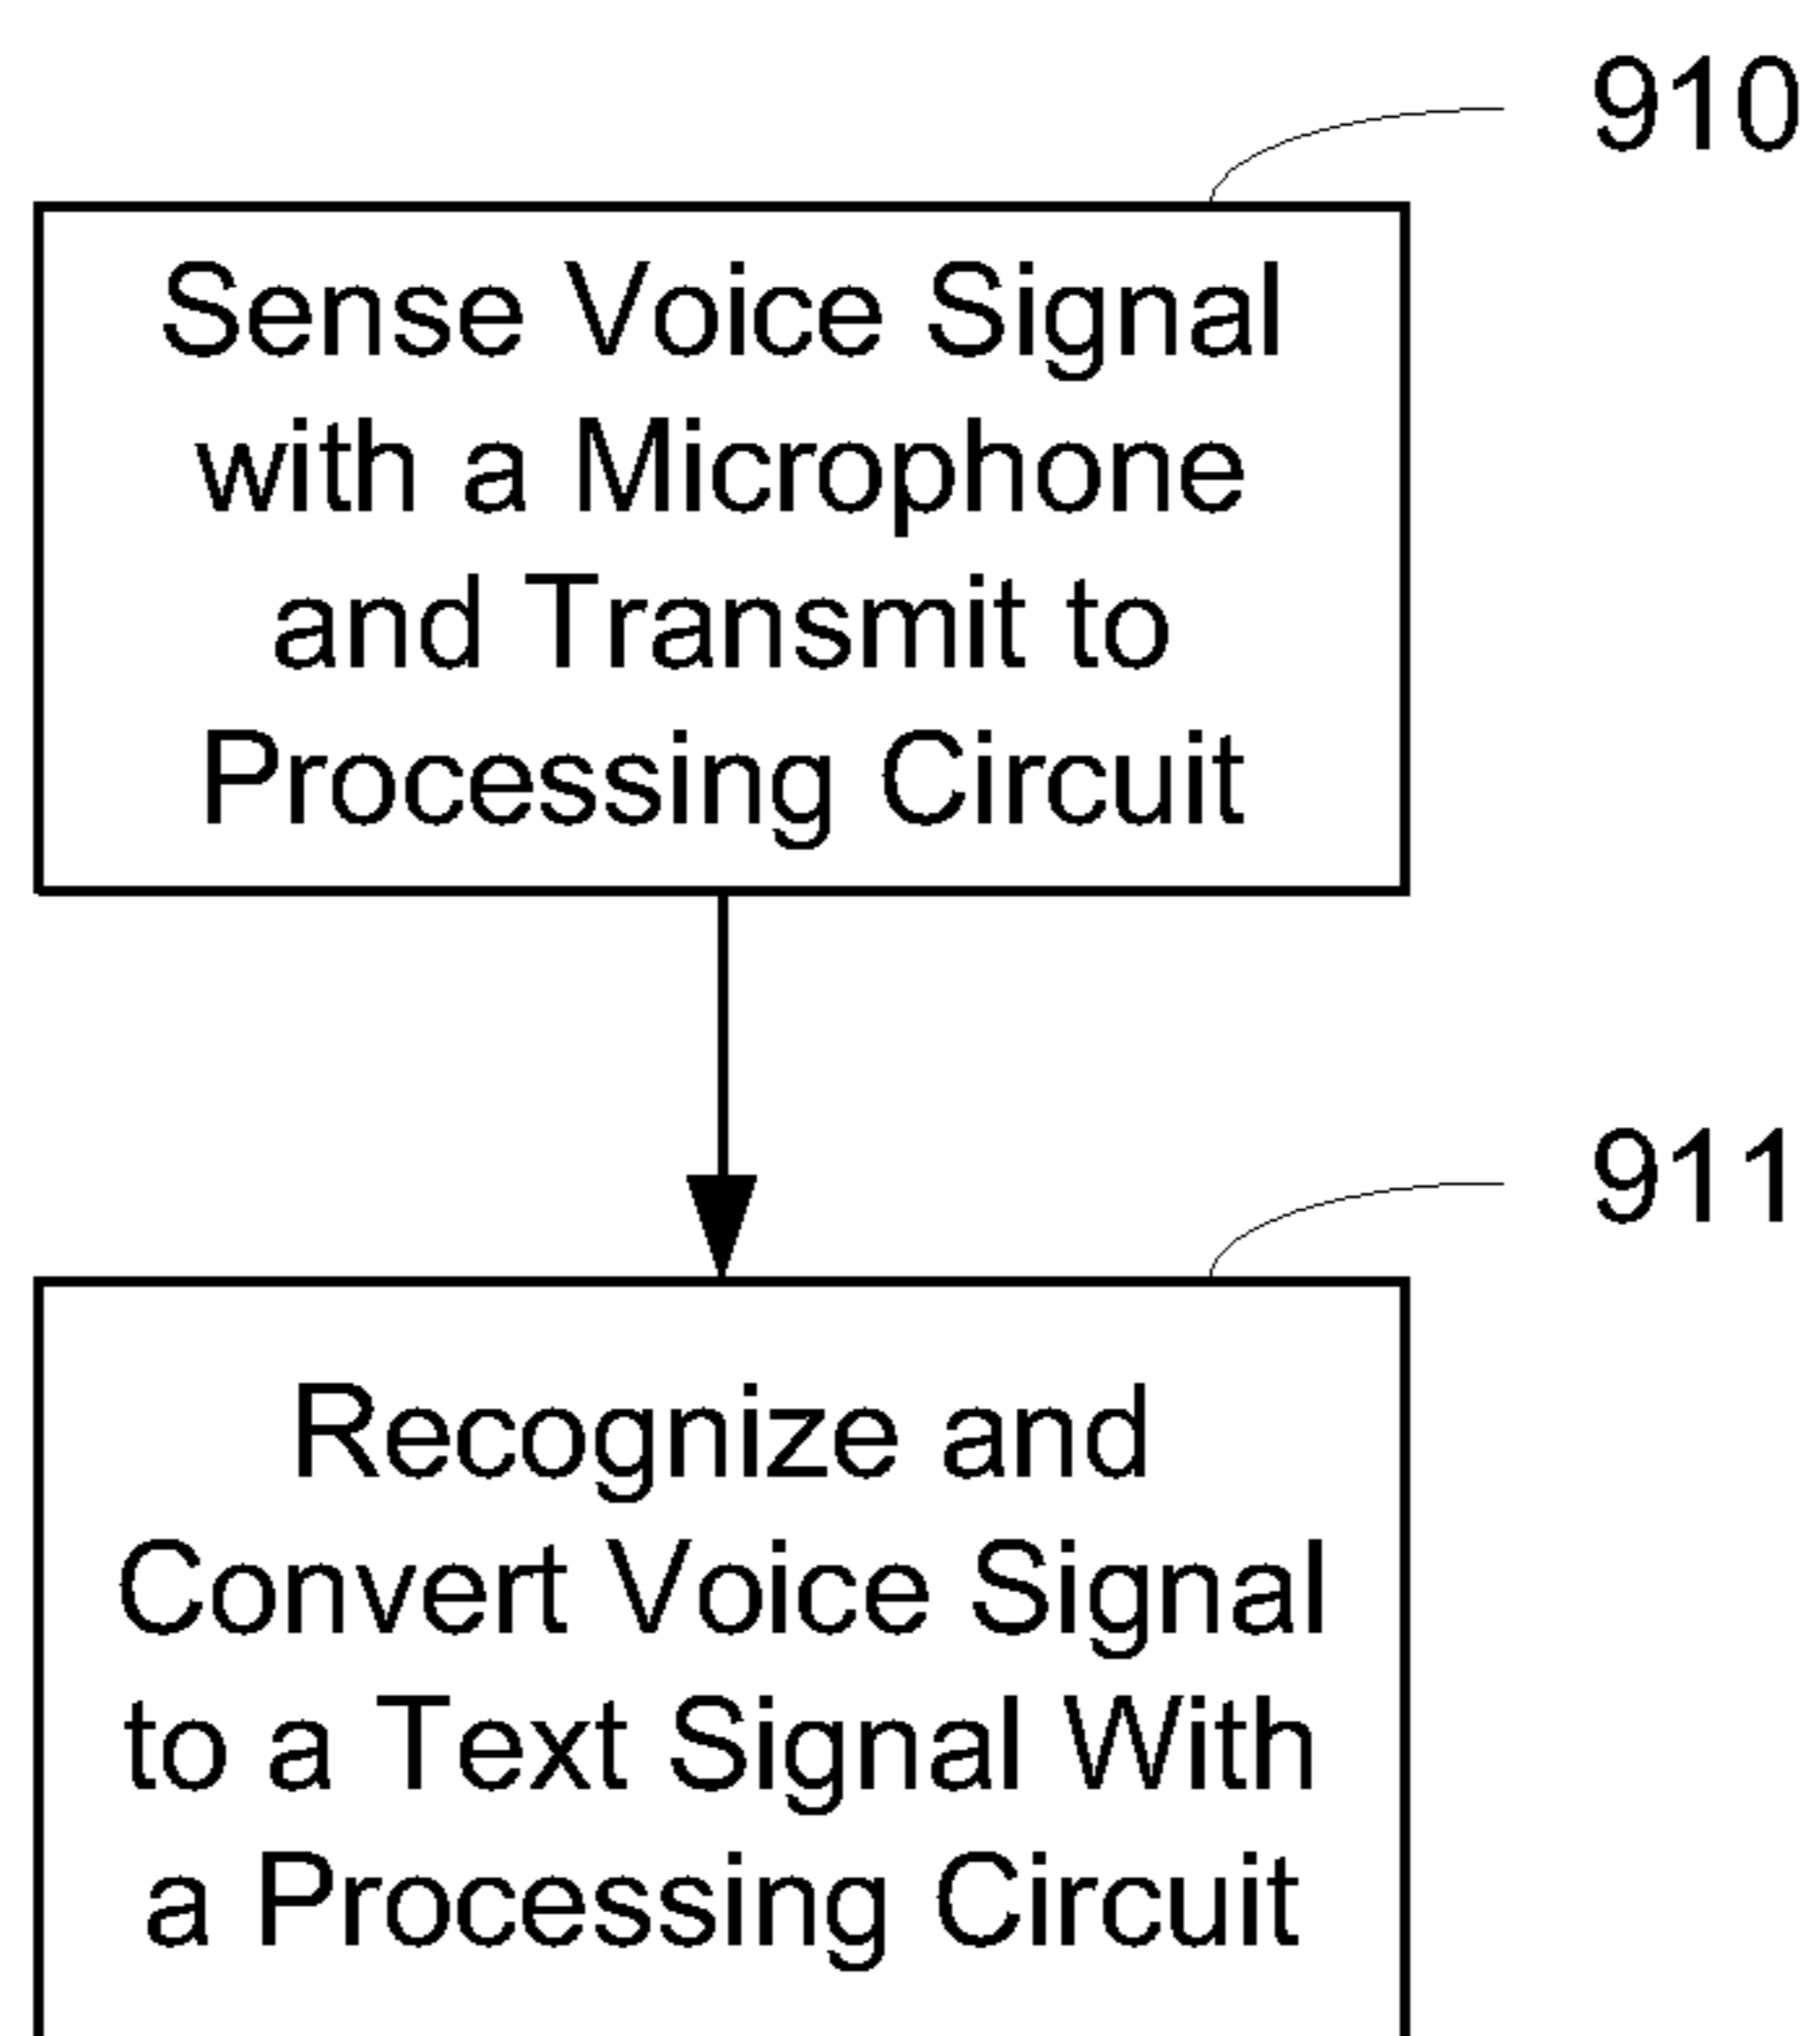 910
Sense Voice Signal
with a Microphone
and Transmit to
Processing Circuit
911
Recognize and
Convert Voice Signal
to a Text Signal With
a Processing Circuit